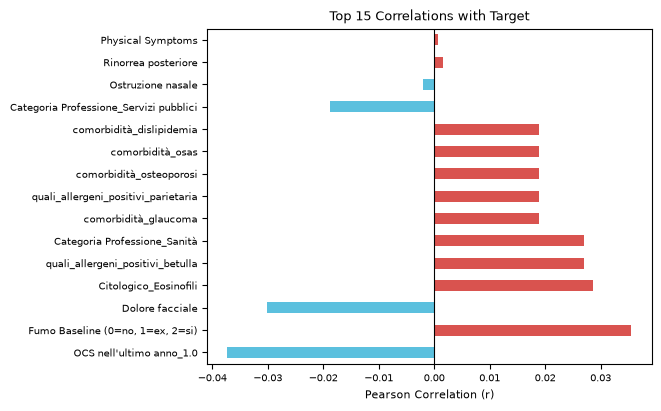 Top 15 Correlations with Target
Physical Symptoms
Rinorrea posteriore
Ostruzione nasale
Categoria Professione_Servizi pubblici
comorbidità_dislipidemia
comorbidità_osas
comorbidità_osteoporosi
quali_allergeni_positivi_parietaria
comorbidità_glaucoma
Categoria Professione_Sanità
quali_allergeni_positivi_betulla
Citologico_Eosinofili
Dolore facciale
Fumo Baseline (0=no, 1=ex, 2=si)
OCS nell'ultimo anno_1.0
−0.04 −0.03 −0.02 −0.01 0.00 0.01 0.02 0.03
Pearson Correlation (r)